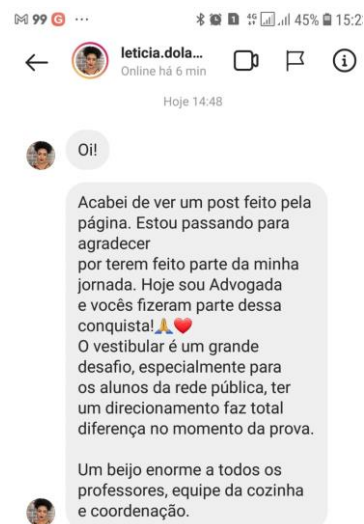 99 G ... 4G 45% 15:2
leticia.dola...
Online há 6 min
Hoje 14:48
Oi!
Acabei de ver um post feito pela
página. Estou passando para
agradecer
por terem feito parte da minha
jornada. Hoje sou Advogada
e vocês fizeram parte dessa
conquista!🙏❤️
O vestibular é um grande
desafio, especialmente para
os alunos da rede pública, ter
um direcionamento faz total
diferença no momento da prova.
Um beijo enorme a todos os
professores, equipe da cozinha
e coordenação.